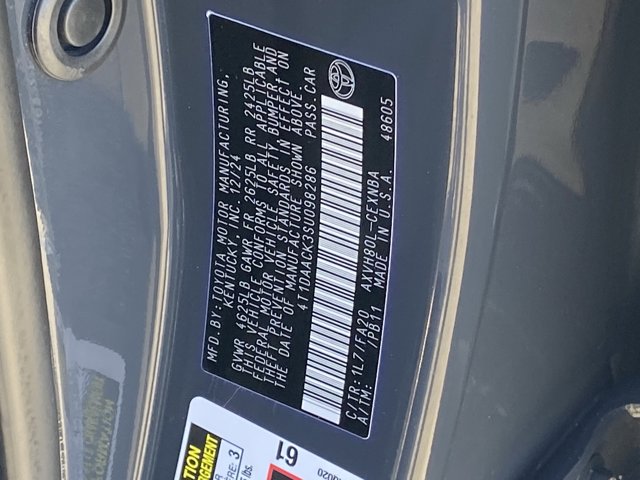 MFD.BY:TOYOTA MOTOR MANUFACTURING,
KENTUCKY, INC. 12/24
GVWR 4625LB GAWR FR 2625LB RR 2425LB
THIS VEHICLE CONFORMS TO ALL APPLICABLE
FEDERAL MOTOR VEHICLE SAFETY BUMPER, AND
THEFT PREVENTION STANDARDS IN EFFECT ON
THE DATE OF MANUFACTURE SHOWN ABOVE.
4T1DAACK3SU098286 PASS. CAR
C/TR:1L7/FA20 AXVH80L-CEXNBA
A/TM: /PB11 MADE IN U.S.A. 48605
3
lbs.
61